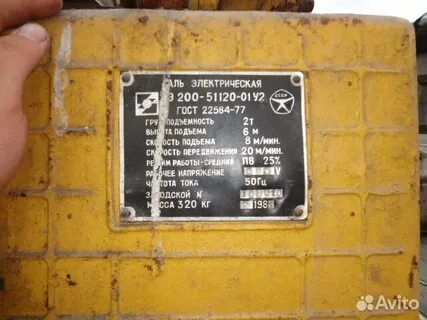 ТАЛЬ ЭЛЕКТРИЧЕСКАЯ
ТЭ 200-51120-01У2
ГОСТ 22584-77
СССР
ГРУЗОПОДЪЕМНОСТЬ 2т
ВЫСОТА ПОДЪЕМА 6 м
СКОРОСТЬ ПОДЪЕМА 8 м/мин.
СКОРОСТЬ ПЕРЕДВИЖЕНИЯ 20 м/мин.
РЕЖИМ РАБОТЫ-СРЕДНИЙ ПВ 25%
РАБОЧЕЕ НАПРЯЖЕНИЕ V
ЧАСТОТА ТОКА 50Гц
ЗАВОДСКОЙ N
МАССА 320 кг 198
Avito